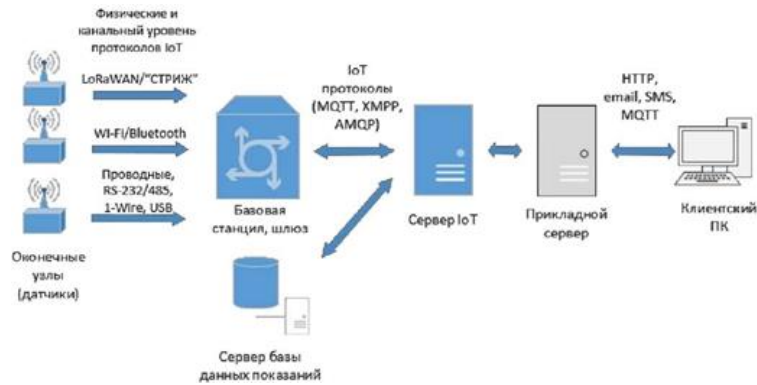 Физические и
канальный уровень
протоколов IoT
LoRaWAN/"СТРИЖ"
WI-FI/Bluetooth
Проводные,
RS-232/485,
1-Wire, USB
Оконечные
узлы
(датчики)
Базовая
станция, шлюз
IoT
протоколы
(MQTT, XMPP,
AMQP)
Сервер IoT
Сервер базы
данных показаний
Прикладной
сервер
HTTP,
email, SMS,
MQTT
Клиентский
ПК